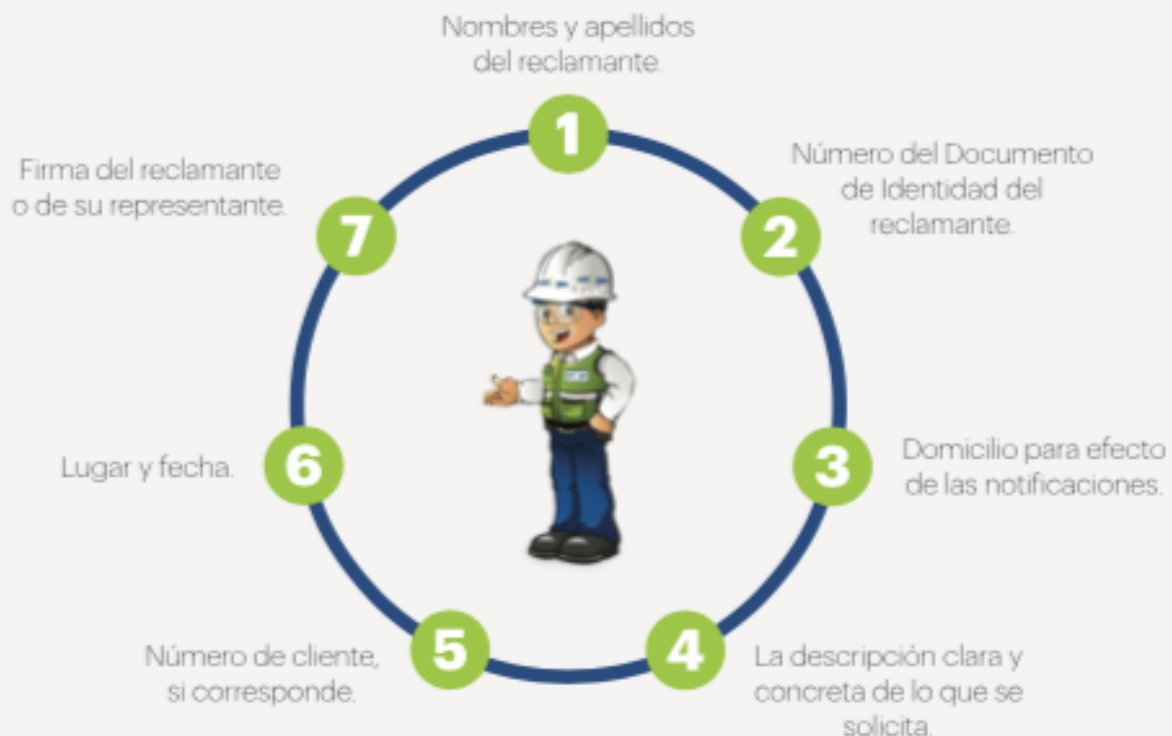 Nombres y apellidos
del reclamante.
1
Número del Documento
de Identidad del
reclamante.
2
Domicilio para efecto
de las notificaciones.
3
La descripción clara y
concreta de lo que se
solicita.
4
Número de cliente,
si corresponde.
5
Lugar y fecha.
6
Firma del reclamante
o de su representante.
7